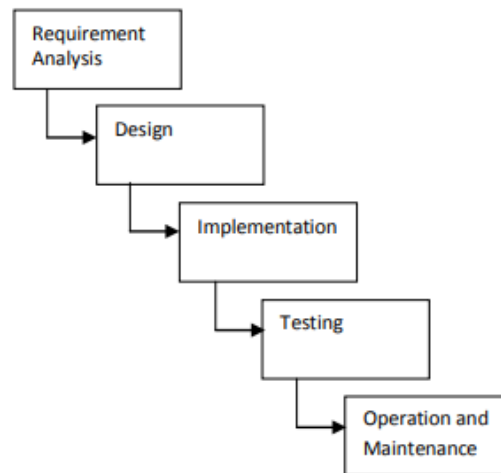 Requirement
Analysis
Design
Implementation
Testing
Operation and
Maintenance